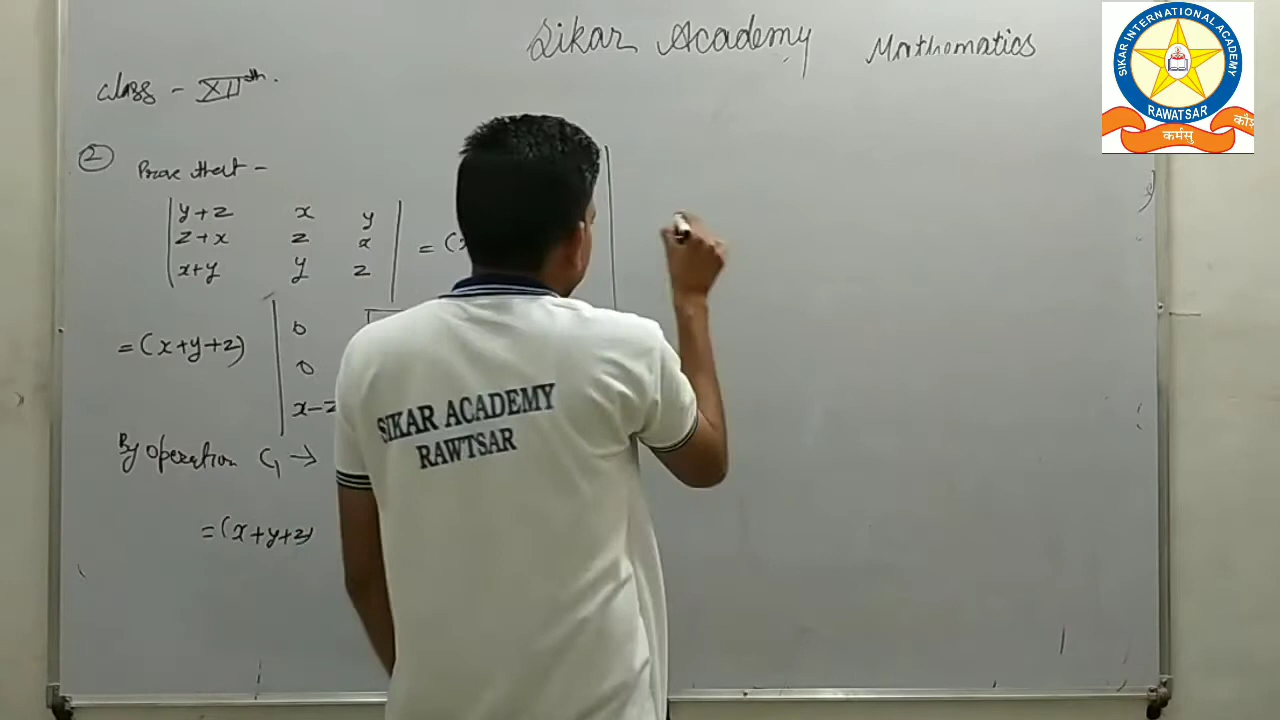 Sikar Academy Mathematics
Class - XIIth.
2 Prove that -
y+z x y
z+x z x = (x
x+y y z
= (x+y+z) 0
0
x-z
By operation C1 →
= (x+y+z)
SIKAR ACADEMY
RAWTSAR
SIKAR INTERNATIONAL ACADEMY
RAWATSAR
कर्मसु